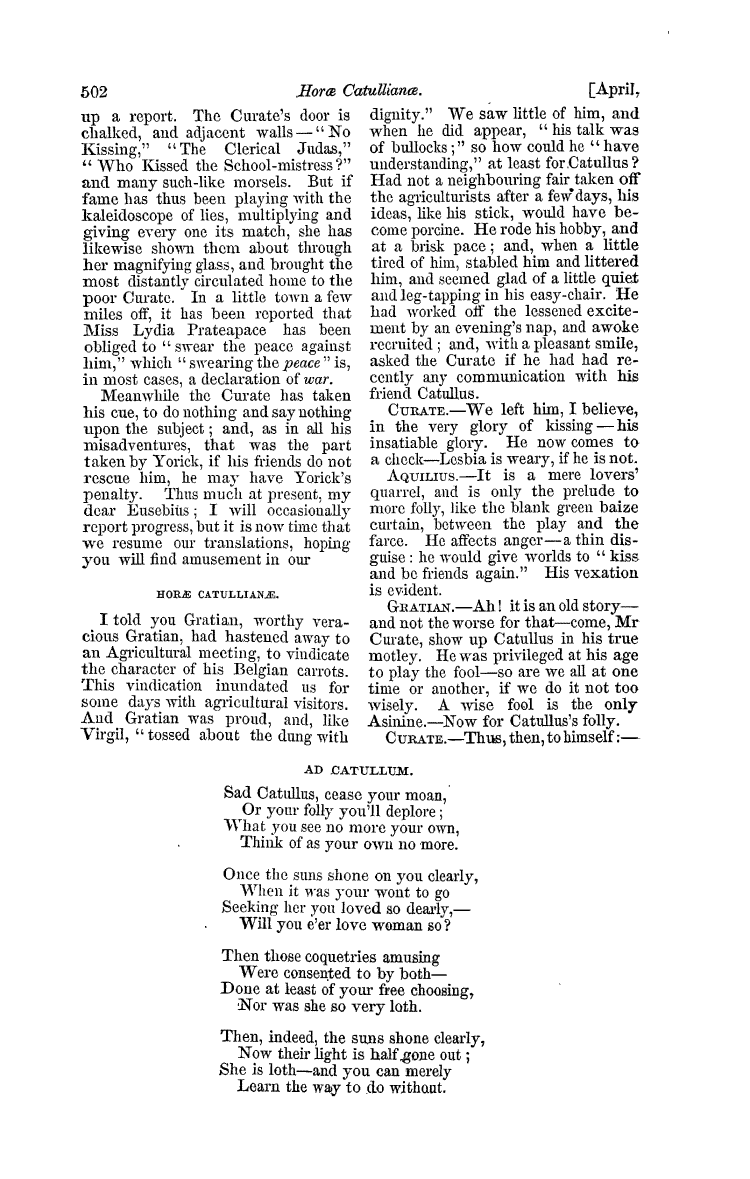 502
Horæ Catullianæ.
[April,
up a report. The Curate's door is
chalked, and adjacent walls—"No
Kissing," "The Clerical Judas,"
"Who Kissed the School-mistress?"
and many such-like morsels. But if
fame has thus been playing with the
kaleidoscope of lies, multiplying and
giving every one its match, she has
likewise shown them about through
her magnifying glass, and brought the
most distantly circulated home to the
poor Curate. In a little town a few
miles off, it has been reported that
Miss Lydia Prateapace has been
obliged to "swear the peace against
him," which "swearing the peace" is,
in most cases, a declaration of war.
Meanwhile the Curate has taken
his cue, to do nothing and say nothing
upon the subject; and, as in all his
misadventures, that was the part
taken by Yorick, if his friends do not
rescue him, he may have Yorick's
penalty. Thus much at present, my
dear Eusebius; I will occasionally
report progress, but it is now time that
we resume our translations, hoping
you will find amusement in our
HORÆ CATULLIANÆ.
I told you Gratian, worthy vera-
cious Gratian, had hastened away to
an Agricultural meeting, to vindicate
the character of his Belgian carrots.
This vindication inundated us for
some days with agricultural visitors.
And Gratian was proud, and, like
Virgil, "tossed about the dung with
dignity." We saw little of him, and
when he did appear, "his talk was
of bullocks;" so how could he "have
understanding," at least for Catullus?
Had not a neighbouring fair taken off
the agriculturists after a few days, his
ideas, like his stick, would have be-
come porcine. He rode his hobby, and
at a brisk pace; and, when a little
tired of him, stabled him and littered
him, and seemed glad of a little quiet
and leg-tapping in his easy-chair. He
had worked off the lessened excite-
ment by an evening's nap, and awoke
recruited; and, with a pleasant smile,
asked the Curate if he had had re-
cently any communication with his
friend Catullus.
CURATE.—We left him, I believe,
in the very glory of kissing—his
insatiable glory. He now comes to
a check—Lesbia is weary, if he is not.
AQUILIUS.—It is a mere lovers'
quarrel, and is only the prelude to
more folly, like the blank green baize
curtain, between the play and the
farce. He affects anger—a thin dis-
guise: he would give worlds to "kiss
and be friends again." His vexation
is evident.
GRATIAN.—Ah! it is an old story—
and not the worse for that—come, Mr
Curate, show up Catullus in his true
motley. He was privileged at his age
to play the fool—so are we all at one
time or another, if we do it not too
wisely. A wise fool is the only
Asinine.—Now for Catullus's folly.
CURATE.—Thus, then, to himself:—
AD CATULLUM.
Sad Catullus, cease your moan,
Or your folly you'll deplore;
What you see no more your own,
Think of as your own no more.
Once the suns shone on you clearly,
When it was your wont to go
Seeking her you loved so dearly,—
Will you e'er love woman so?
Then those coquetries amusing
Were consented to by both—
Done at least of your free choosing,
Nor was she so very loth.
Then, indeed, the suns shone clearly,
Now their light is half gone out;
She is loth—and you can merely
Learn the way to do without.